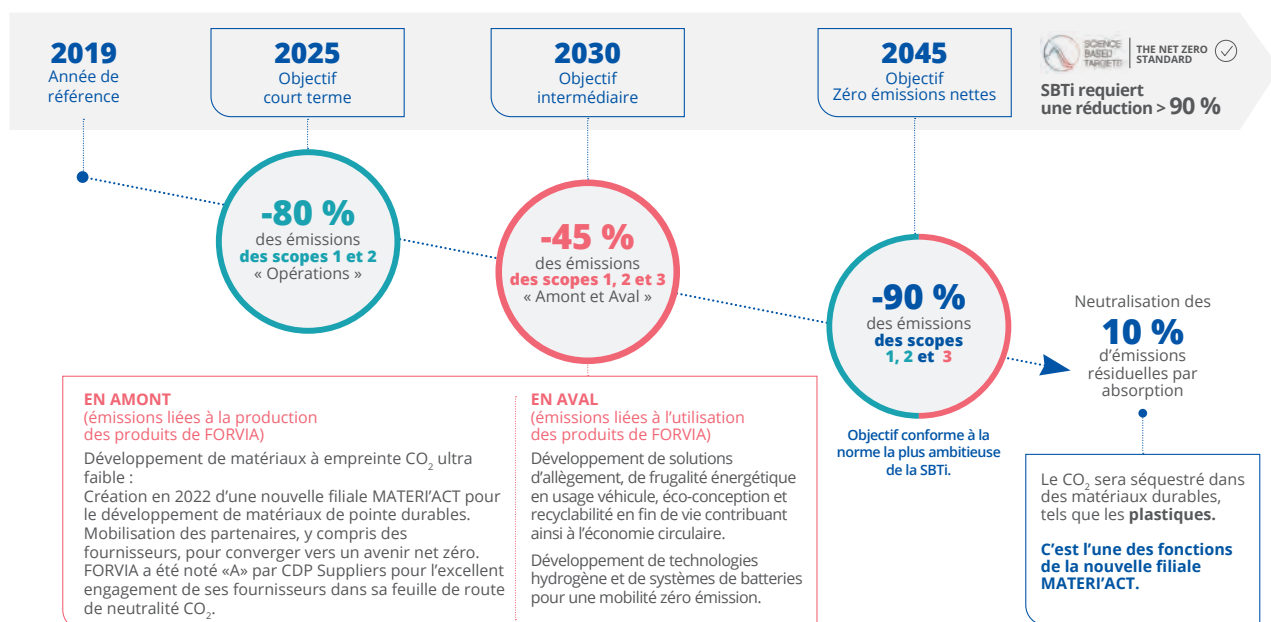 2019
Année de
référence
2025
Objectif
court terme
2030
Objectif
intermédiaire
2045
Objectif
Zéro émissions nettes
SCIENCE
BASED
TARGETS
THE NET ZERO
STANDARD
SBTi requiert
une réduction > 90 %
-80 %
des émissions
des scopes 1 et 2
« Opérations »
-45 %
des émissions
des scopes 1, 2 et 3
« Amont et Aval »
-90 %
des émissions
des scopes
1, 2 et 3
Objectif conforme à la
norme la plus ambitieuse
de la SBTi.
Neutralisation des
10 %
d'émissions
résiduelles par
absorption
EN AMONT
(émissions liées à la production
des produits de FORVIA)
Développement de matériaux à empreinte CO₂ ultra
faible :
Création en 2022 d'une nouvelle filiale MATERI'ACT pour
le développement de matériaux de pointe durables.
Mobilisation des partenaires, y compris des
fournisseurs, pour converger vers un avenir net zéro.
FORVIA a été noté «A» par CDP Suppliers pour l'excellent
engagement de ses fournisseurs dans sa feuille de route
de neutralité CO₂.
EN AVAL
(émissions liées à l'utilisation
des produits de FORVIA)
Développement de solutions
d'allègement, de frugalité énergétique
en usage véhicule, éco-conception et
recyclabilité en fin de vie contribuant
ainsi à l'économie circulaire.
Développement de technologies
hydrogène et de systèmes de batteries
pour une mobilité zéro émission.
Le CO₂ sera séquestré dans
des matériaux durables,
tels que les plastiques.
C'est l'une des fonctions
de la nouvelle filiale
MATERI'ACT.